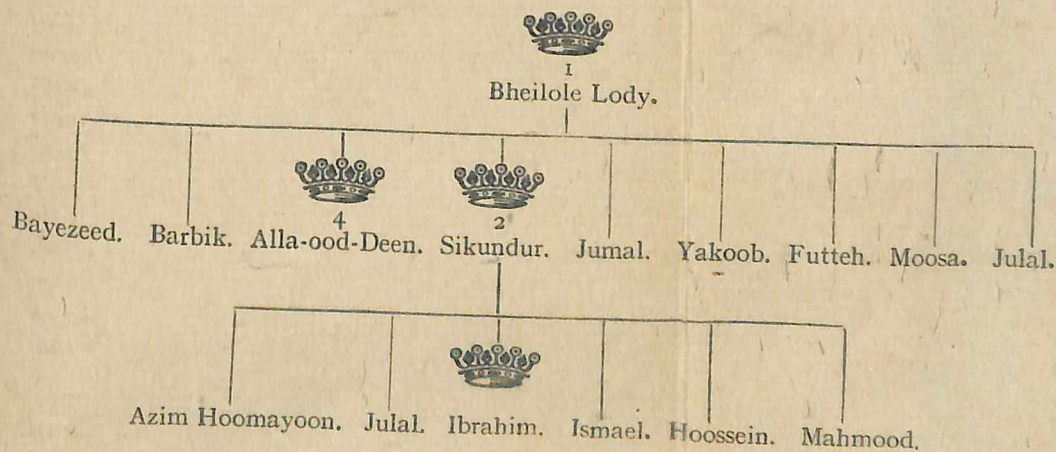 1
Bheilole Lody.
4 2
Bayezeed. Barbik. Alla-ood-Deen. Sikundur. Jumal. Yakoob. Futteh. Moosa. Julal.
Azim Hoomayoon. Julal. Ibrahim. Ismael. Hoossein. Mahmood.